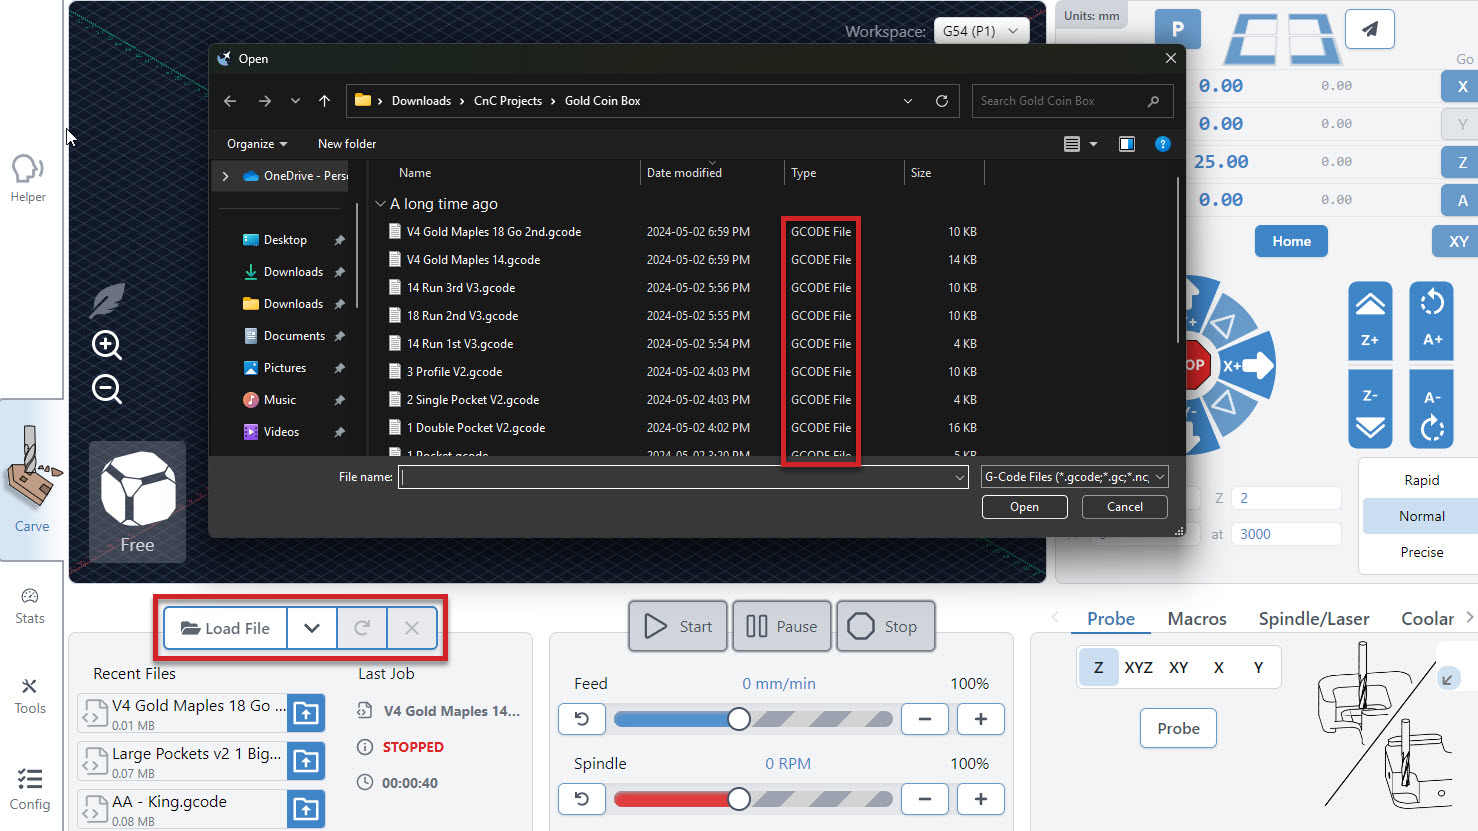 Units: mm
Workspace:
G54 (P1)
P
Go
Open
Downloads
CnC Projects
Gold Coin Box
Search Gold Coin Box
Organize
New folder
OneDrive - Pers
Name
Date modified
Type
Size
A long time ago
V4 Gold Maples 18 Go 2nd.gcode 2024-05-02 6:59 PM GCODE File 10 KB
V4 Gold Maples 14.gcode 2024-05-02 6:59 PM GCODE File 14 KB
14 Run 3rd V3.gcode 2024-05-02 5:56 PM GCODE File 10 KB
18 Run 2nd V3.gcode 2024-05-02 5:55 PM GCODE File 10 KB
14 Run 1st V3.gcode 2024-05-02 5:54 PM GCODE File 4 KB
3 Profile V2.gcode 2024-05-02 4:03 PM GCODE File 10 KB
2 Single Pocket V2.gcode 2024-05-02 4:03 PM GCODE File 4 KB
1 Double Pocket V2.gcode 2024-05-02 4:02 PM GCODE File 16 KB
1 Pocket.gcode 2024-05-02 3:20 PM GCODE File 5 KB
Desktop
Downloads
Downloads
Documents
Pictures
Music
Videos
File name:
G-Code Files (*.gcode;*.gc;*.nc;
Open
Cancel
0.00 0.00 X
0.00 0.00 Y
25.00 0.00 Z
0.00 0.00 A
Home
XY
Y+
X+
OP
Y-
Z+
A+
Z-
A-
Z 2
at 3000
Rapid
Normal
Precise
Helper
Carve
Stats
Tools
Config
Free
Load File
Recent Files
V4 Gold Maples 18 Go ...
0.01 MB
Large Pockets v2 1 Big...
0.07 MB
AA - King.gcode
0.08 MB
Last Job
V4 Gold Maples 14...
STOPPED
00:00:40
Start
Pause
Stop
Feed 0 mm/min 100%
Spindle 0 RPM 100%
Probe
Macros
Spindle/Laser
Coolan
Z
XYZ
XY
X
Y
Probe